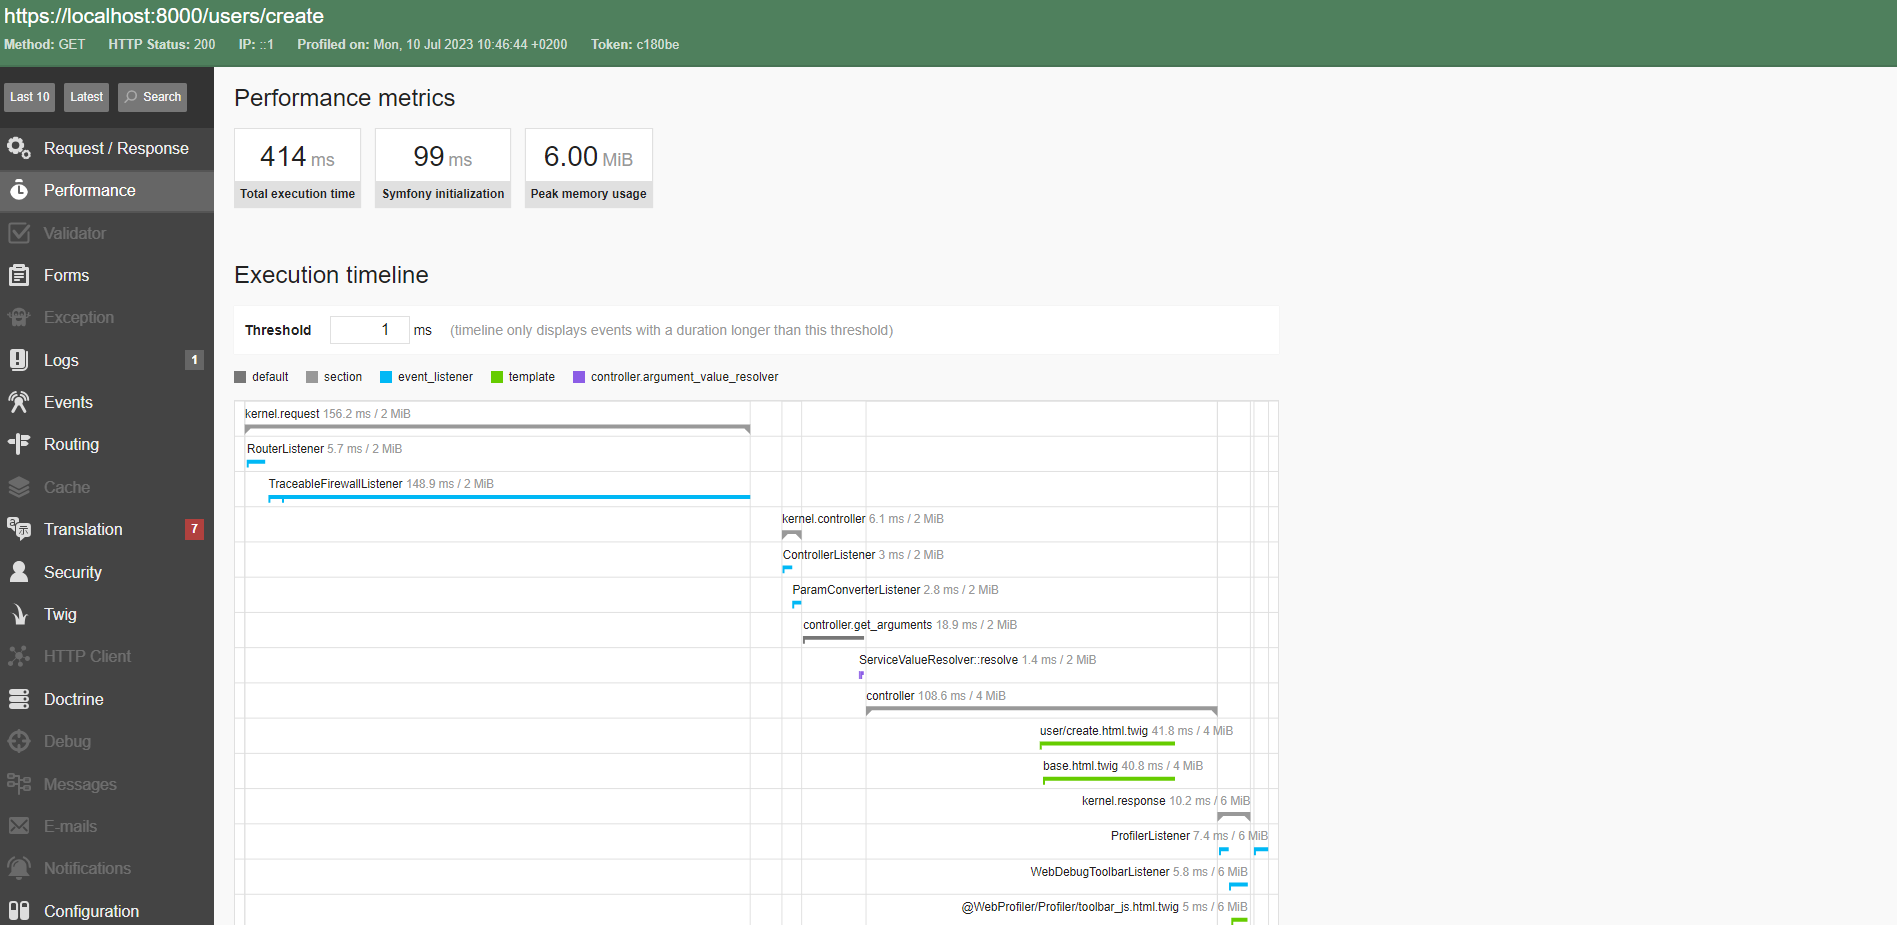 https://localhost:8000/users/create
Method: GET HTTP Status: 200 IP: ::1 Profiled on: Mon, 10 Jul 2023 10:46:44 +0200 Token: c180be
Last 10 Latest Search
Request / Response
Performance
Validator
Forms
Exception
Logs 1
Events
Routing
Cache
Translation 7
Security
Twig
HTTP Client
Doctrine
Debug
Messages
E-mails
Notifications
Configuration
Performance metrics
414 ms
Total execution time
99 ms
Symfony initialization
6.00 MiB
Peak memory usage
Execution timeline
Threshold 1 ms (timeline only displays events with a duration longer than this threshold)
default section event_listener template controller.argument_value_resolver
kernel.request 156.2 ms / 2 MiB
RouterListener 5.7 ms / 2 MiB
TraceableFirewallListener 148.9 ms / 2 MiB
kernel.controller 6.1 ms / 2 MiB
ControllerListener 3 ms / 2 MiB
ParamConverterListener 2.8 ms / 2 MiB
controller.get_arguments 18.9 ms / 2 MiB
ServiceValueResolver::resolve 1.4 ms / 2 MiB
controller 108.6 ms / 4 MiB
user/create.html.twig 41.8 ms / 4 MiB
base.html.twig 40.8 ms / 4 MiB
kernel.response 10.2 ms / 6 MiB
ProfilerListener 7.4 ms / 6 MiB
WebDebugToolbarListener 5.8 ms / 6 MiB
@WebProfiler/Profiler/toolbar_js.html.twig 5 ms / 6 MiB